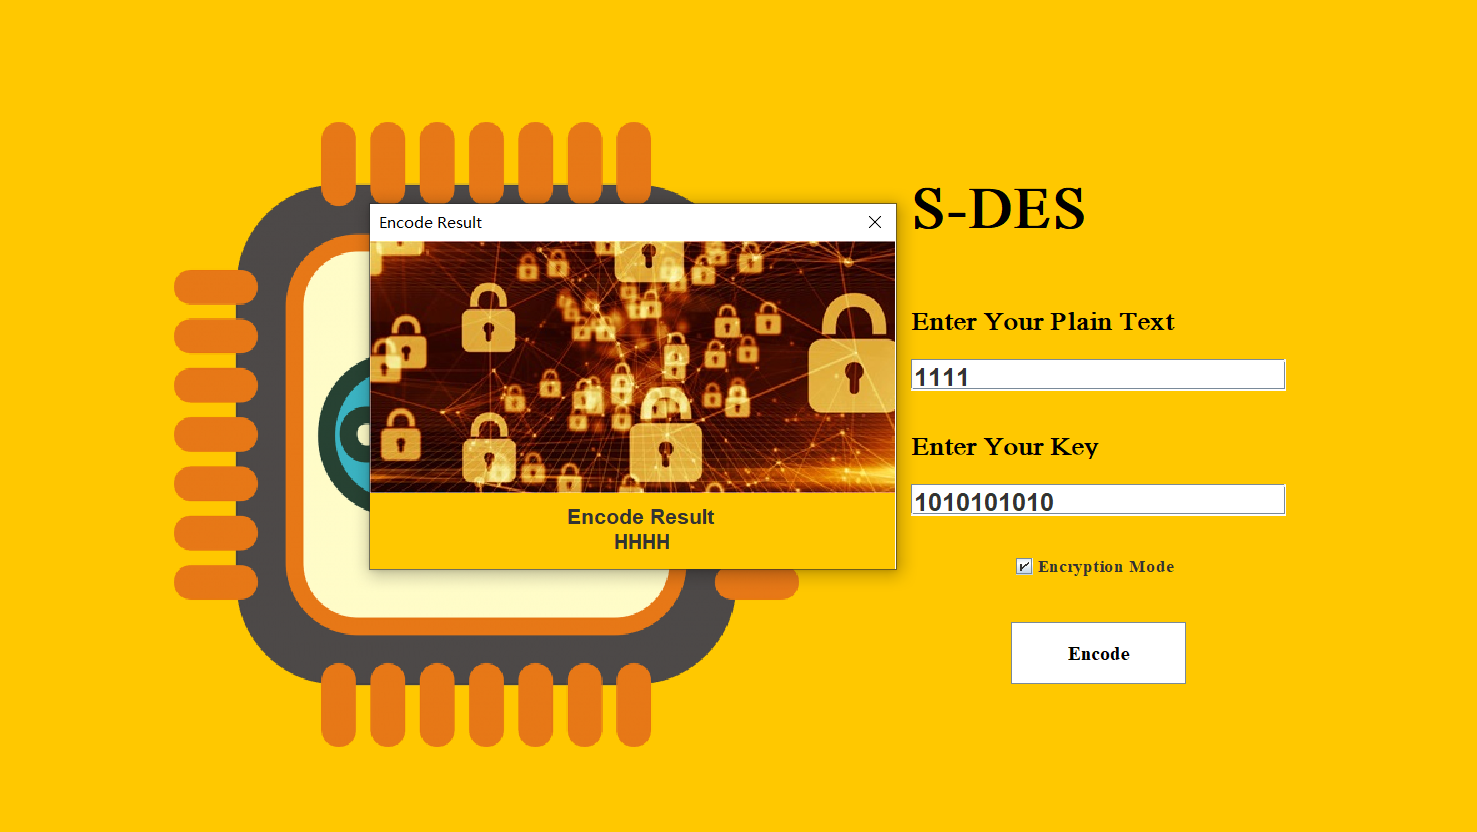 S-DES
Encode Result
Enter Your Plain Text
1111
Enter Your Key
1010101010
Encode Result
HHHH
Encryption Mode
Encode